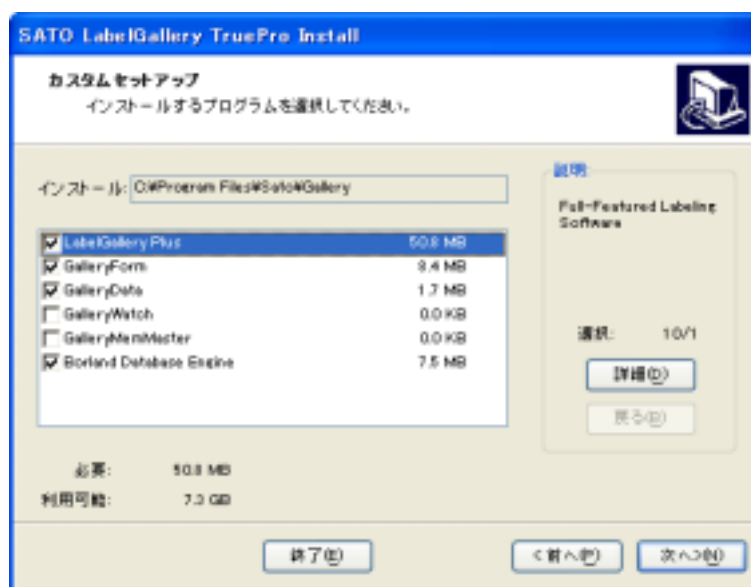 SATO LabelGallery TruePro Install
カスタムセットアップ
インストールするプログラムを選択してください。
インストール: C:¥Program Files¥Sato¥Gallery
説明:
Full-Featured Labeling
Software
LabelGallery Plus 50.8 MB
GalleryForm 8.4 MB
GalleryData 1.7 MB
GalleryWatch 0.0 KB
GalleryMemMaster 0.0 KB
Borland Database Engine 7.5 MB
選択: 10/1
詳細(D)
戻る(B)
必要: 50.8 MB
利用可能: 7.3 GB
終了(E)
<前へ(P)
次へ>(N)